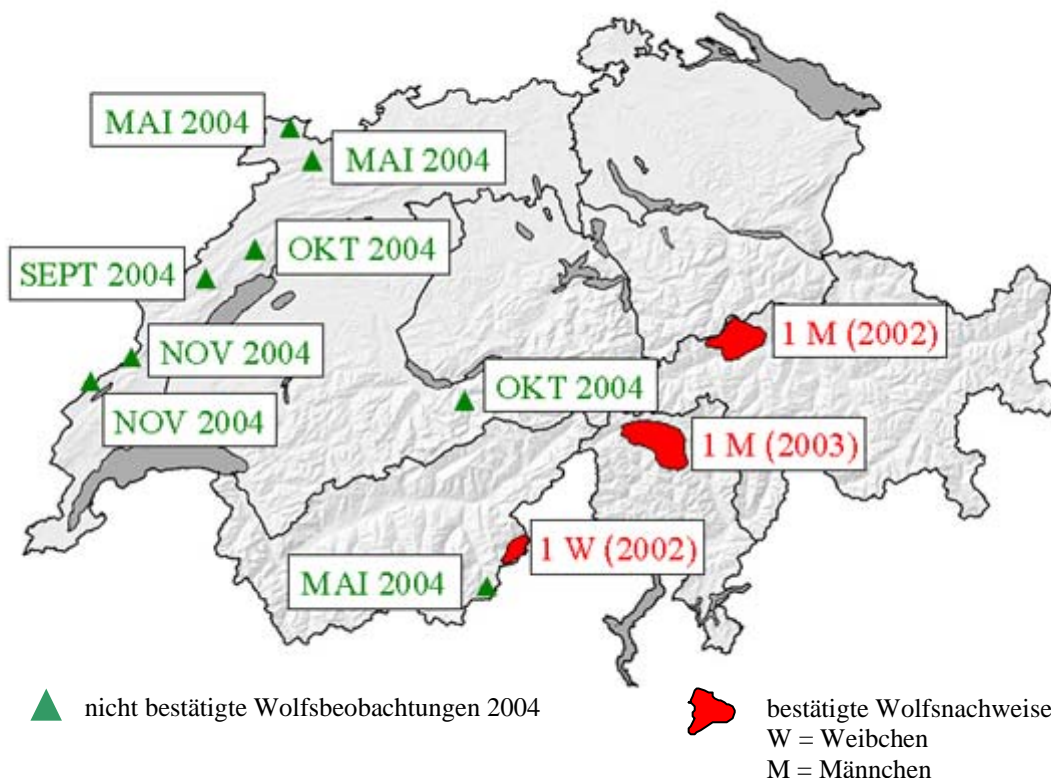 MAI 2004
MAI 2004
OKT 2004
SEPT 2004
NOV 2004
1 M (2002)
OKT 2004
NOV 2004
1 M (2003)
1 W (2002)
MAI 2004
nicht bestätigte Wolfsbeobachtungen 2004
bestätigte Wolfsnachweise
W = Weibchen
M = Männchen